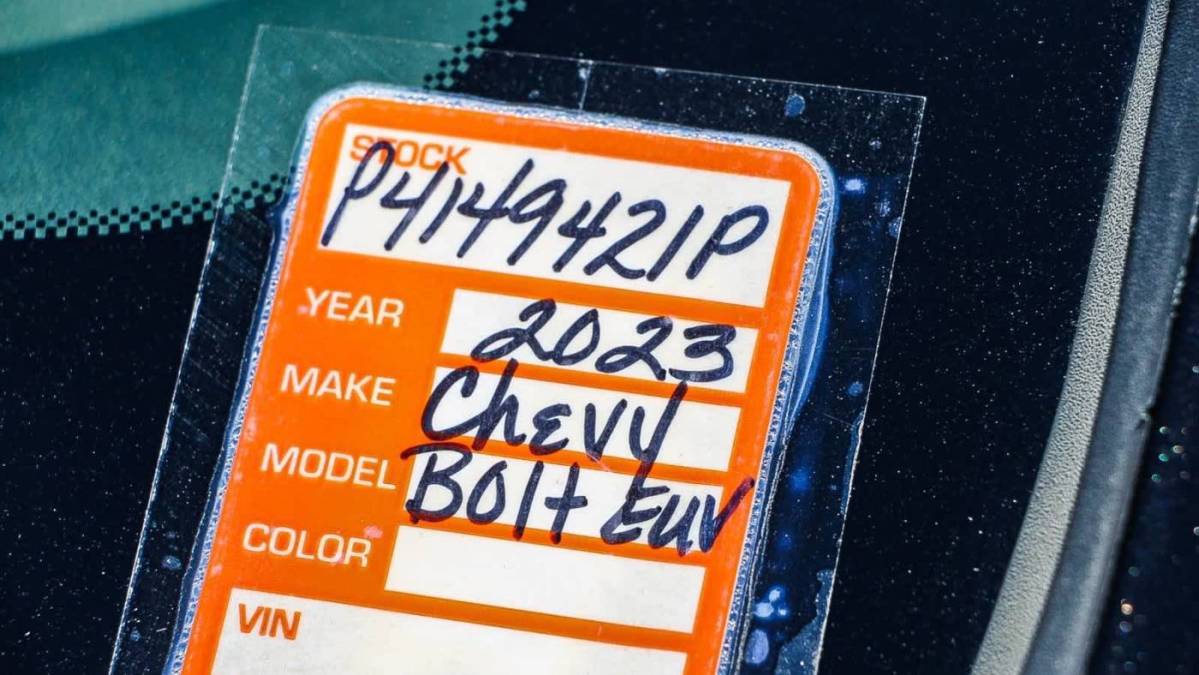 STOCK
P4149421P
YEAR 2023
MAKE Chevy
MODEL Bolt EUV
COLOR
VIN